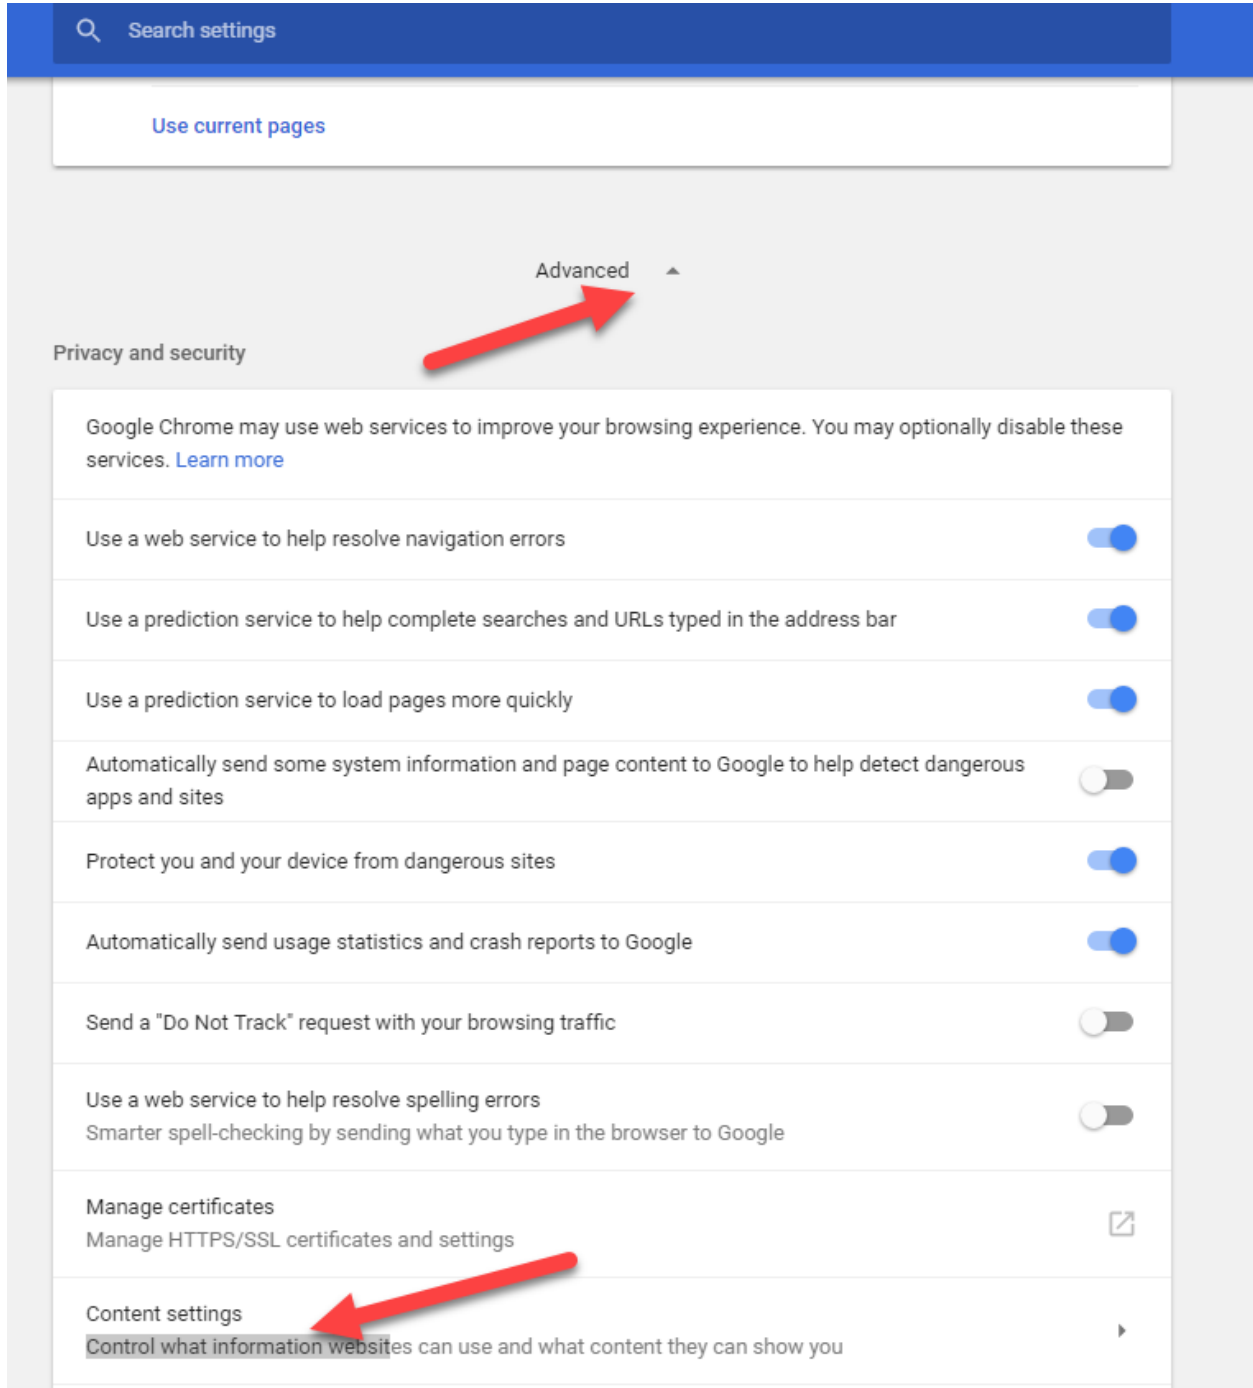 Search settings
Use current pages
Advanced
Privacy and security
Google Chrome may use web services to improve your browsing experience. You may optionally disable these
services. Learn more
Use a web service to help resolve navigation errors
Use a prediction service to help complete searches and URLs typed in the address bar
Use a prediction service to load pages more quickly
Automatically send some system information and page content to Google to help detect dangerous
apps and sites
Protect you and your device from dangerous sites
Automatically send usage statistics and crash reports to Google
Send a "Do Not Track" request with your browsing traffic
Use a web service to help resolve spelling errors
Smarter spell-checking by sending what you type in the browser to Google
Manage certificates
Manage HTTPS/SSL certificates and settings
Content settings
Control what information websites can use and what content they can show you